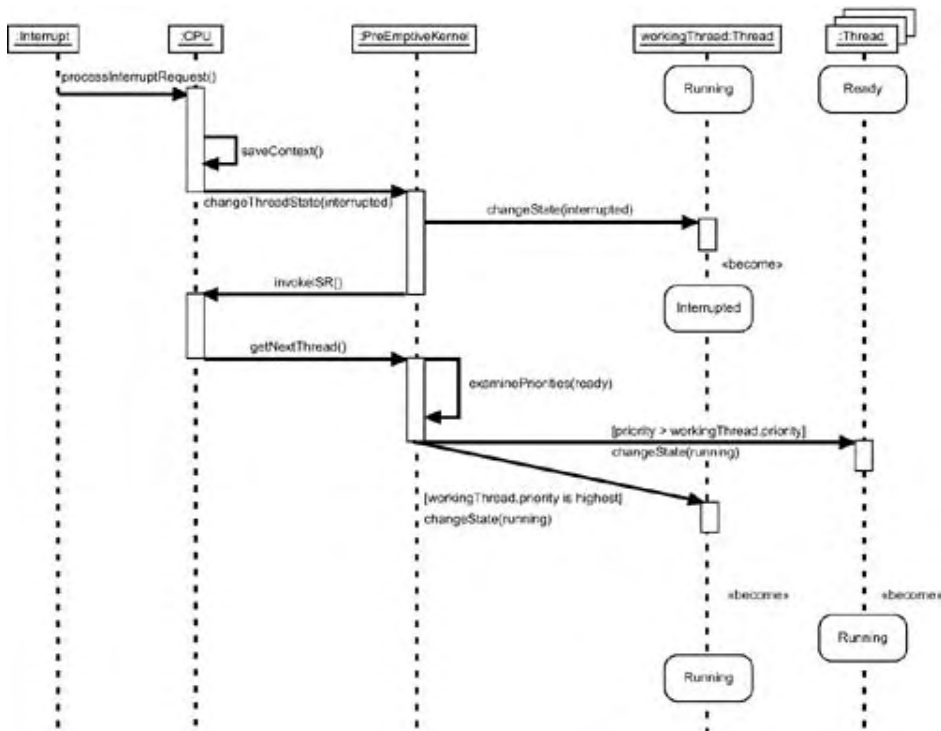 :Interrupt
:CPU
:PreEmptiveKernel
workingThread:Thread
:Thread
processInterruptRequest()
Running
Ready
saveContext()
changeThreadState(interrupted)
changeState(interrupted)
«become»
invokeISR()
Interrupted
getNextThread()
examinePriorities(ready)
[priority > workingThread.priority]
changeState(running)
[workingThread.priority is highest]
changeState(running)
«become»
«become»
Running
Running